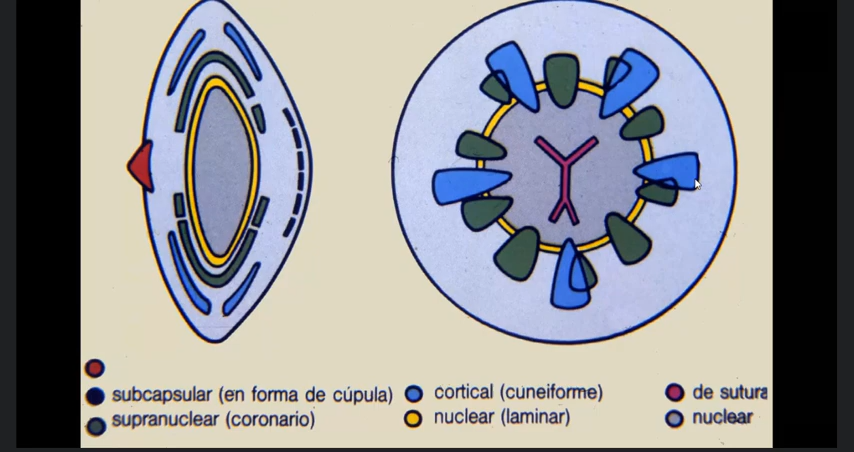 subcapsular (en forma de cúpula)
cortical (cuneiforme)
de sutura
supranuclear (coronario)
nuclear (laminar)
nuclear